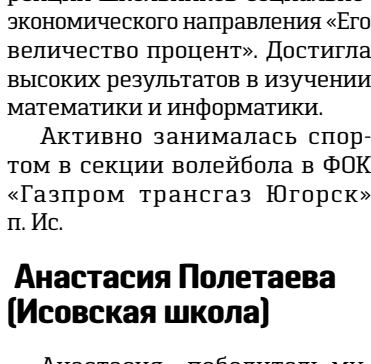 ренции школьников социально-
экономического направления «Его
величество процент». Достигла
высоких результатов в изучении
математики и информатики.
Активно занималась спор-
том в секции волейбола в ФОК
«Газпром трансгаз Югорск»
п. Ис.
Анастасия Полетаева
(Исовская школа)
Анастасия – победитель му-